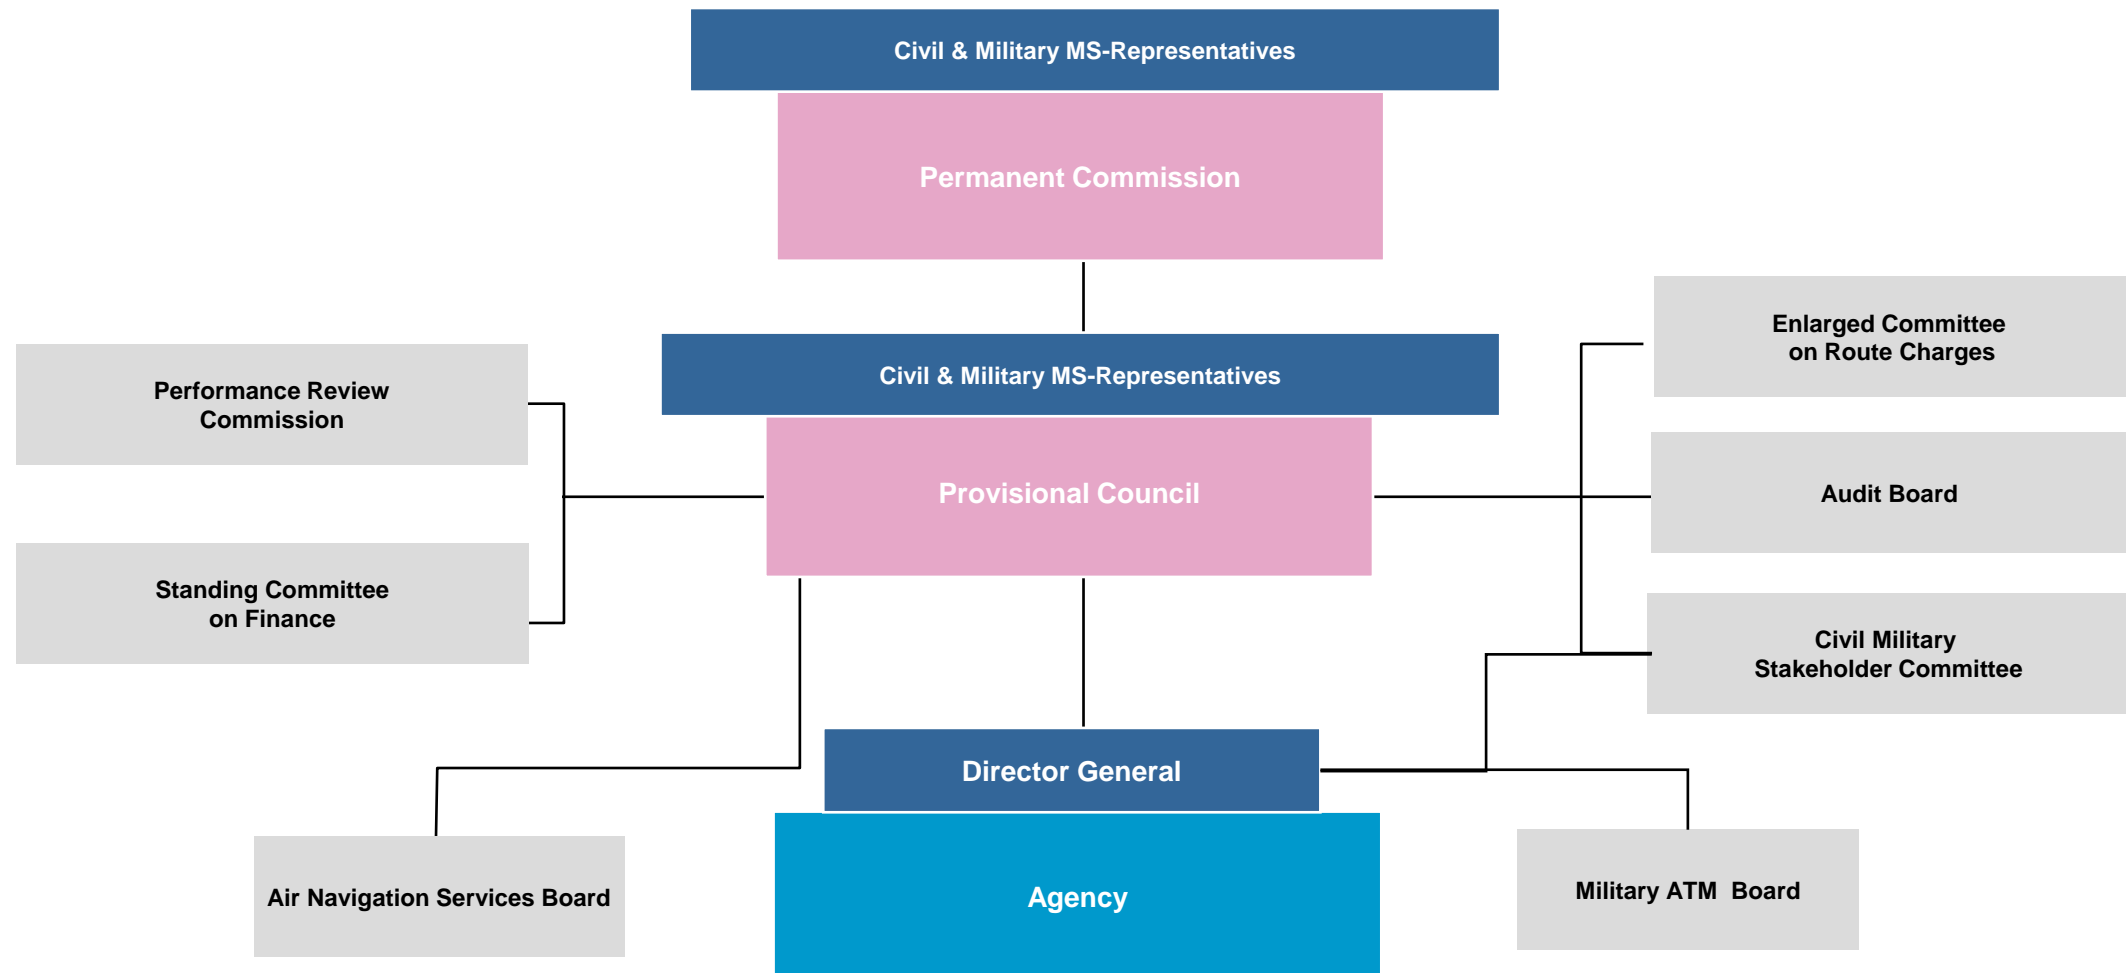 Civil & Military MS-Representatives
Permanent Commission
Enlarged Committee
on Route Charges
Civil & Military MS-Representatives
Performance Review
Commission
Provisional Council
Audit Board
Standing Committee
on Finance
Civil Military
Stakeholder Committee
Director General
Air Navigation Services Board
Agency
Military ATM  Board